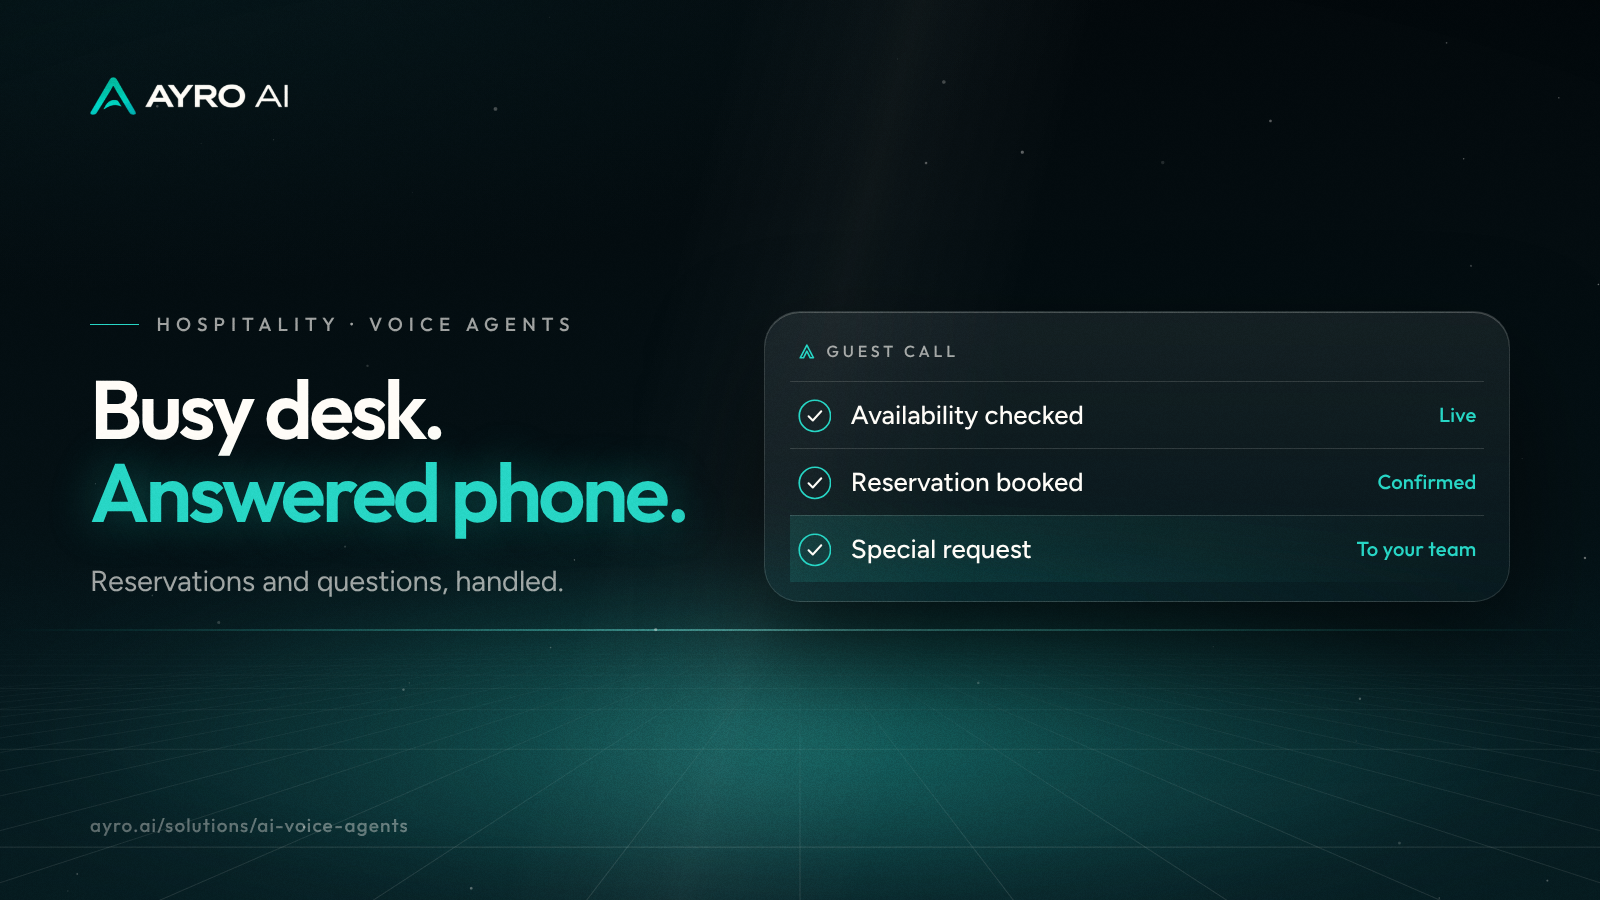 AYRO AI
HOSPITALITY · VOICE AGENTS
Busy desk.
Answered phone.
Reservations and questions, handled.
GUEST CALL
Availability checked Live
Reservation booked Confirmed
Special request To your team
ayro.ai/solutions/ai-voice-agents